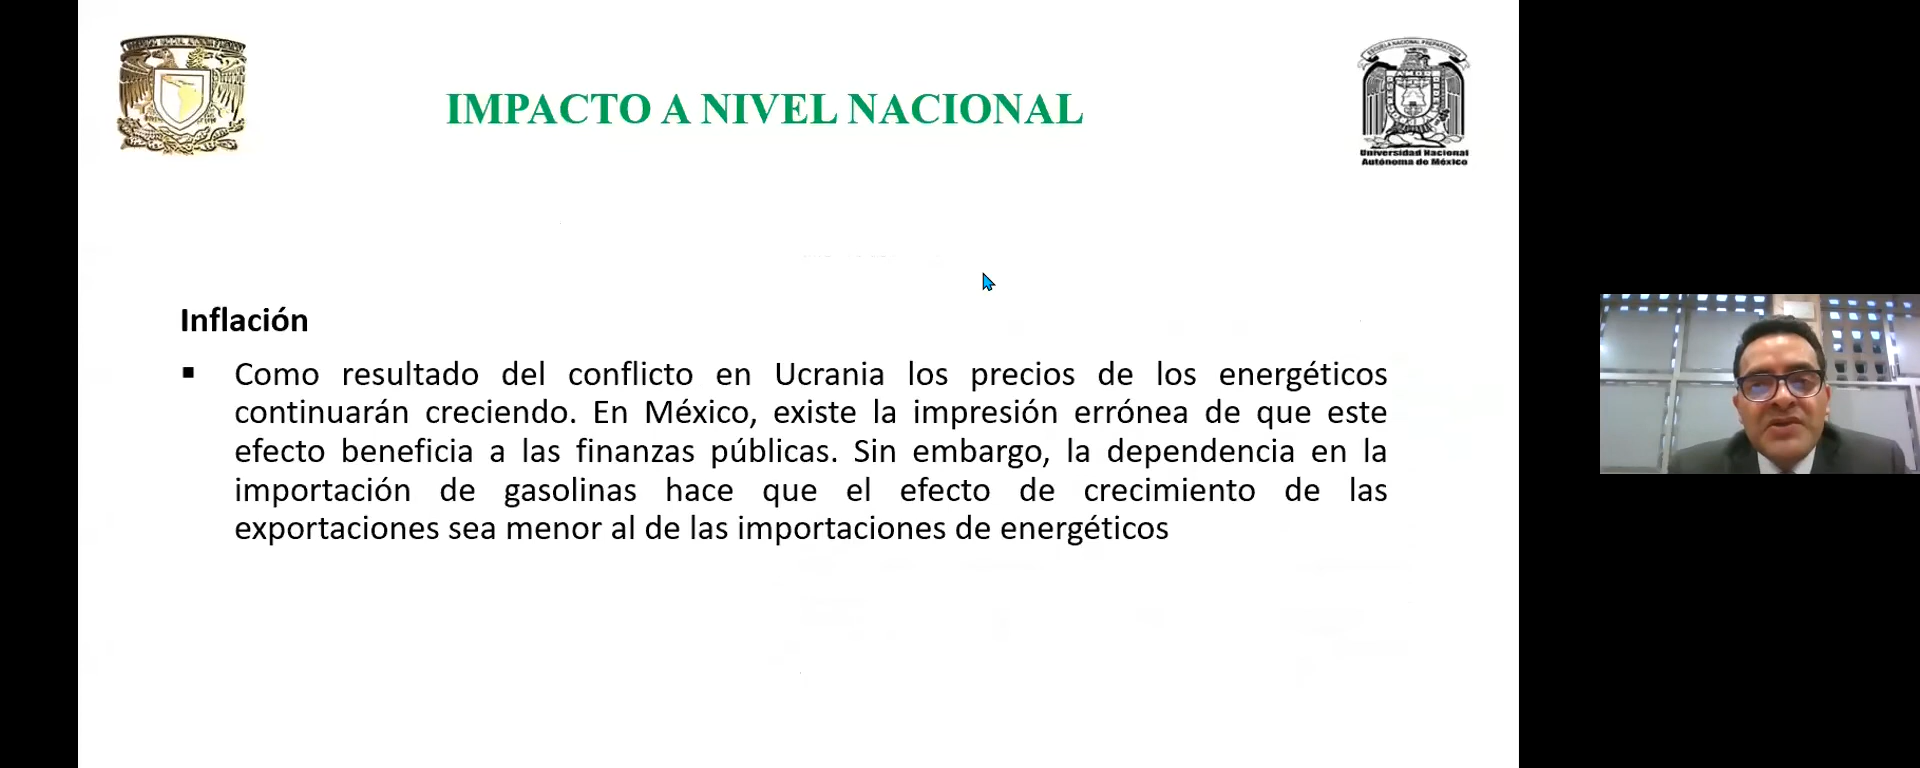 IMPACTO A NIVEL NACIONAL
ESCUELA NACIONAL PREPARATORIA
Universidad Nacional
Autónoma de México
Inflación
▪ Como resultado del conflicto en Ucrania los precios de los energéticos
continuarán creciendo. En México, existe la impresión errónea de que este
efecto beneficia a las finanzas públicas. Sin embargo, la dependencia en la
importación de gasolinas hace que el efecto de crecimiento de las
exportaciones sea menor al de las importaciones de energéticos